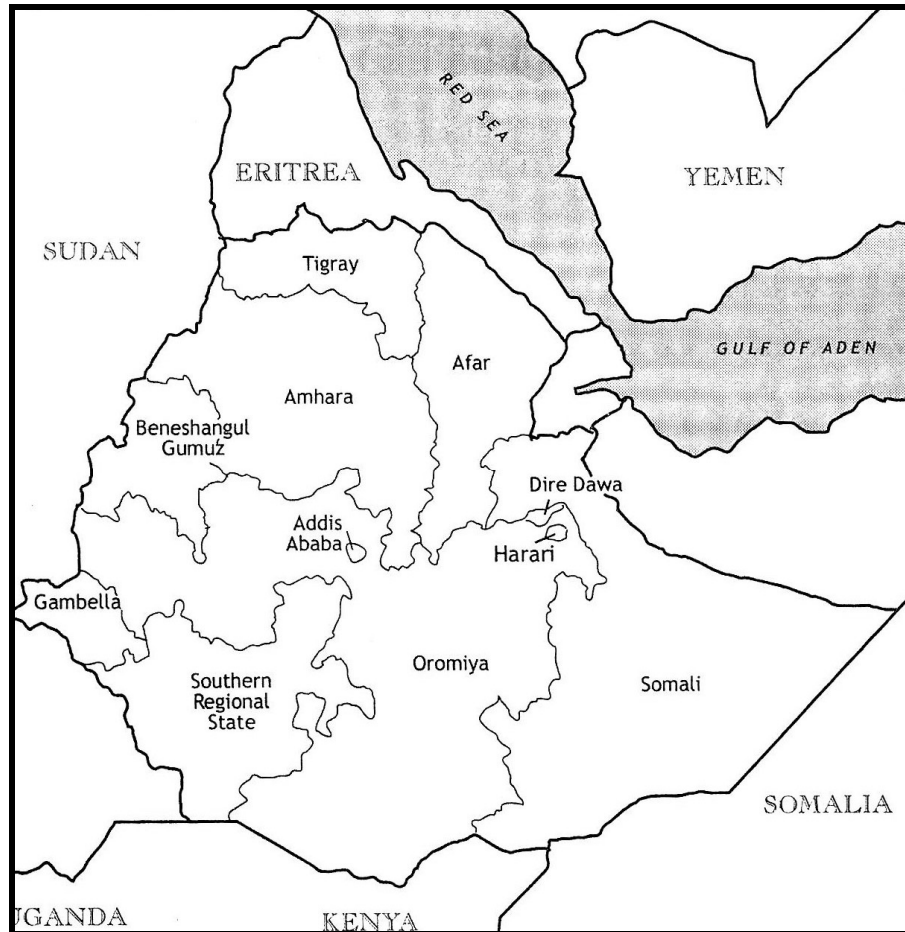 RED SEA
ERITREA
YEMEN
SUDAN
Tigray
GULF OF ADEN
Afar
Amhara
Beneshangul
Gumuz
Dire Dawa
Addis
Ababa
Harari
Gambella
Oromiya
Southern
Regional
State
Somali
SOMALIA
UGANDA
KENYA